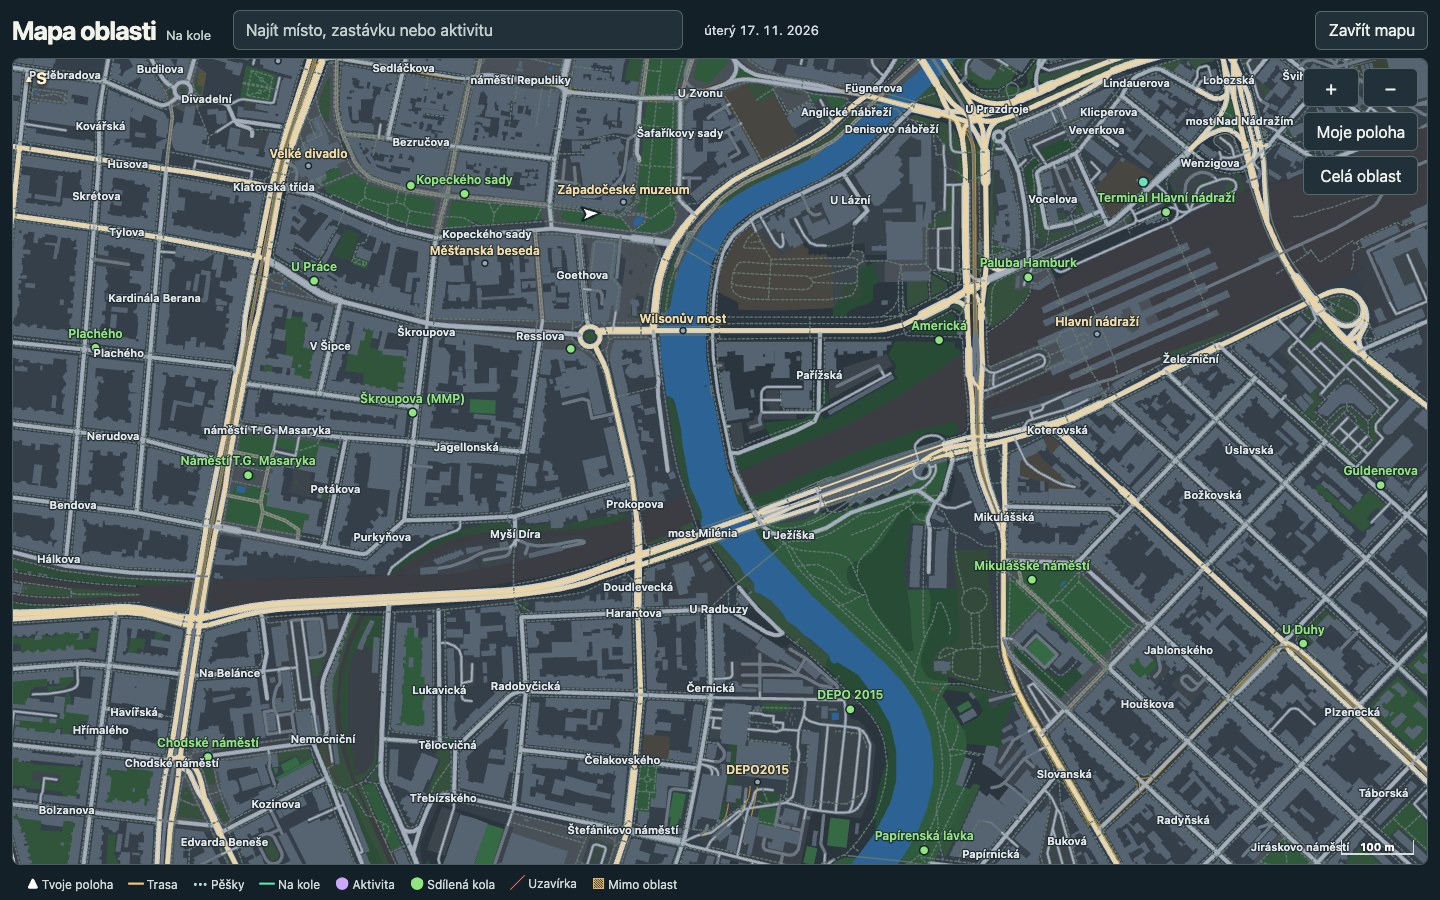 Mapa oblasti
Na kole
Najít místo, zastávku nebo aktivitu
úterý 17. 11. 2026
Zavřít mapu
+
−
Moje poloha
Celá oblast
S
Poděbradova
Budilova
Sedláčkova
náměstí Republiky
U Zvonu
Fügnerova
Lindauerova
Lobezská
Divadelní
Anglické nábřeží
U Prazdroje
Klicperova
most Nad Nádražím
Kovářská
Denisovo nábřeží
Veverkova
Šafaříkovy sady
Bezručova
Velké divadlo
Husova
Wenzigova
Klatovská třída
Kopeckého sady
Západočeské muzeum
Skrétova
U Lázní
Vocelova
Terminál Hlavní nádraží
Tylova
Kopeckého sady
Měšťanská beseda
U Práce
Goethova
Paluba Hamburk
Kardinála Berana
Wilsonův most
Americká
Hlavní nádraží
Plachého
Plachého
V Šipce
Škroupova
Resslova
Pařížská
Železniční
Škroupova (MMP)
Nerudova
náměstí T. G. Masaryka
Jagellonská
Koterovská
Úslavská
Náměstí T.G. Masaryka
Guldenerova
Petákova
Božkovská
Bendova
Prokopova
Mikulášská
Purkyňova
Myší Díra
most Milénia
U Ježíška
Hálkova
Mikulášské náměstí
Doudlevecká
Harantova
U Radbuzy
U Duhy
Jablonského
Na Belánce
Lukavická
Radobyčická
Černická
DEPO 2015
Houškova
Plzenecká
Havířská
Hřímalého
Chodské náměstí
Nemocniční
Tělocvičná
Chodské náměstí
Čelakovského
DEPO2015
Slovanská
Táborská
Bolzanova
Kozinova
Třebízského
Radyňská
Štefánikovo náměstí
Papírenská lávka
Edvarda Beneše
Papírnická
Buková
Jiráskovo náměstí
100 m
Tvoje poloha
Trasa
Pěšky
Na kole
Aktivita
Sdílená kola
Uzavírka
Mimo oblast